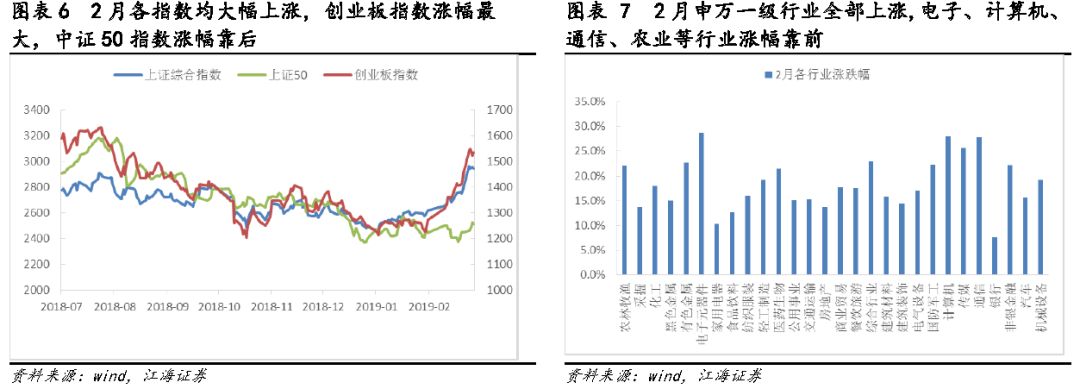 图表 6 2 月各指数均大幅上涨，创业板指数涨幅最
大，中证 50 指数涨幅靠后
上证综合指数 上证50 创业板指数
3400
3200
3000
2800
2600
2400
2200
2000
1700
1600
1500
1400
1300
1200
1100
1000
2018-07 2018-08 2018-09 2018-10 2018-11 2018-12 2019-01 2019-02
资料来源：wind，江海证券
图表 7 2 月申万一级行业全部上涨,电子、计算机、
通信、农业等行业涨幅靠前
2月各行业涨跌幅
35.0%
30.0%
25.0%
20.0%
15.0%
10.0%
5.0%
0.0%
农林牧渔
采掘
化工
黑色金属
有色金属
电子元器件
家用电器
食品饮料
纺织服装
轻工制造
医药生物
公用事业
交通运输
房地产
商业贸易
餐饮旅游
综合行业
建筑材料
建筑装饰
电气设备
国防军工
计算机
传媒
通信
银行
非银金融
汽车
机械设备
资料来源：wind，江海证券